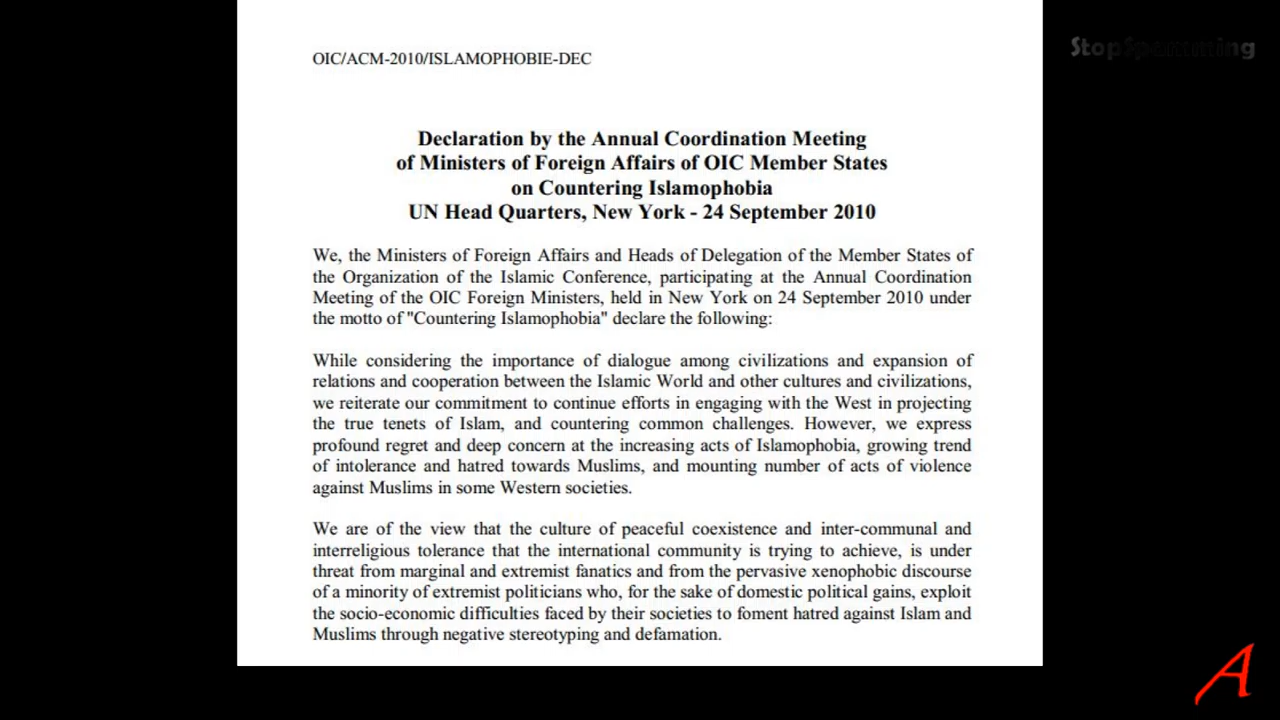 OIC/ACM-2010/ISLAMOPHOBIE-DEC
StopSpamming
Declaration by the Annual Coordination Meeting
of Ministers of Foreign Affairs of OIC Member States
on Countering Islamophobia
UN Head Quarters, New York - 24 September 2010
We, the Ministers of Foreign Affairs and Heads of Delegation of the Member States of
the Organization of the Islamic Conference, participating at the Annual Coordination
Meeting of the OIC Foreign Ministers, held in New York on 24 September 2010 under
the motto of "Countering Islamophobia" declare the following:
While considering the importance of dialogue among civilizations and expansion of
relations and cooperation between the Islamic World and other cultures and civilizations,
we reiterate our commitment to continue efforts in engaging with the West in projecting
the true tenets of Islam, and countering common challenges. However, we express
profound regret and deep concern at the increasing acts of Islamophobia, growing trend
of intolerance and hatred towards Muslims, and mounting number of acts of violence
against Muslims in some Western societies.
We are of the view that the culture of peaceful coexistence and inter-communal and
interreligious tolerance that the international community is trying to achieve, is under
threat from marginal and extremist fanatics and from the pervasive xenophobic discourse
of a minority of extremist politicians who, for the sake of domestic political gains, exploit
the socio-economic difficulties faced by their societies to foment hatred against Islam and
Muslims through negative stereotyping and defamation.
A